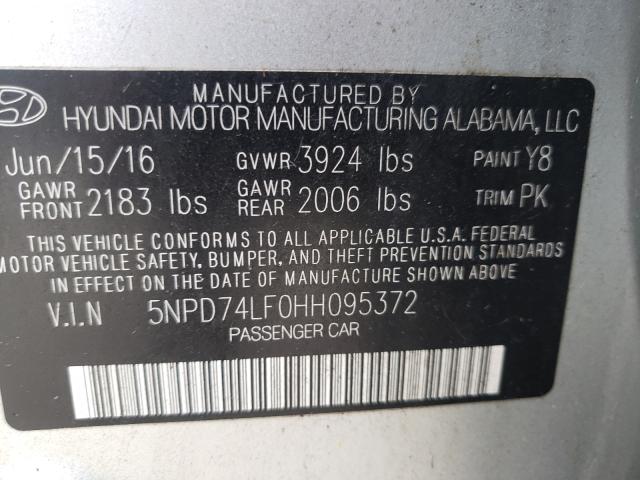 MANUFACTURED BY
HYUNDAI MOTOR MANUFACTURING ALABAMA, LLC
Jun/15/16 GVWR 3924 lbs PAINT Y8
GAWR FRONT 2183 lbs GAWR REAR 2006 lbs TRIM PK
THIS VEHICLE CONFORMS TO ALL APPLICABLE U.S.A. FEDERAL
MOTOR VEHICLE SAFETY, BUMPER, AND THEFT PREVENTION STANDARDS
IN EFFECT ON THE DATE OF MANUFACTURE SHOWN ABOVE
V.I.N 5NPD74LF0HH095372
PASSENGER CAR